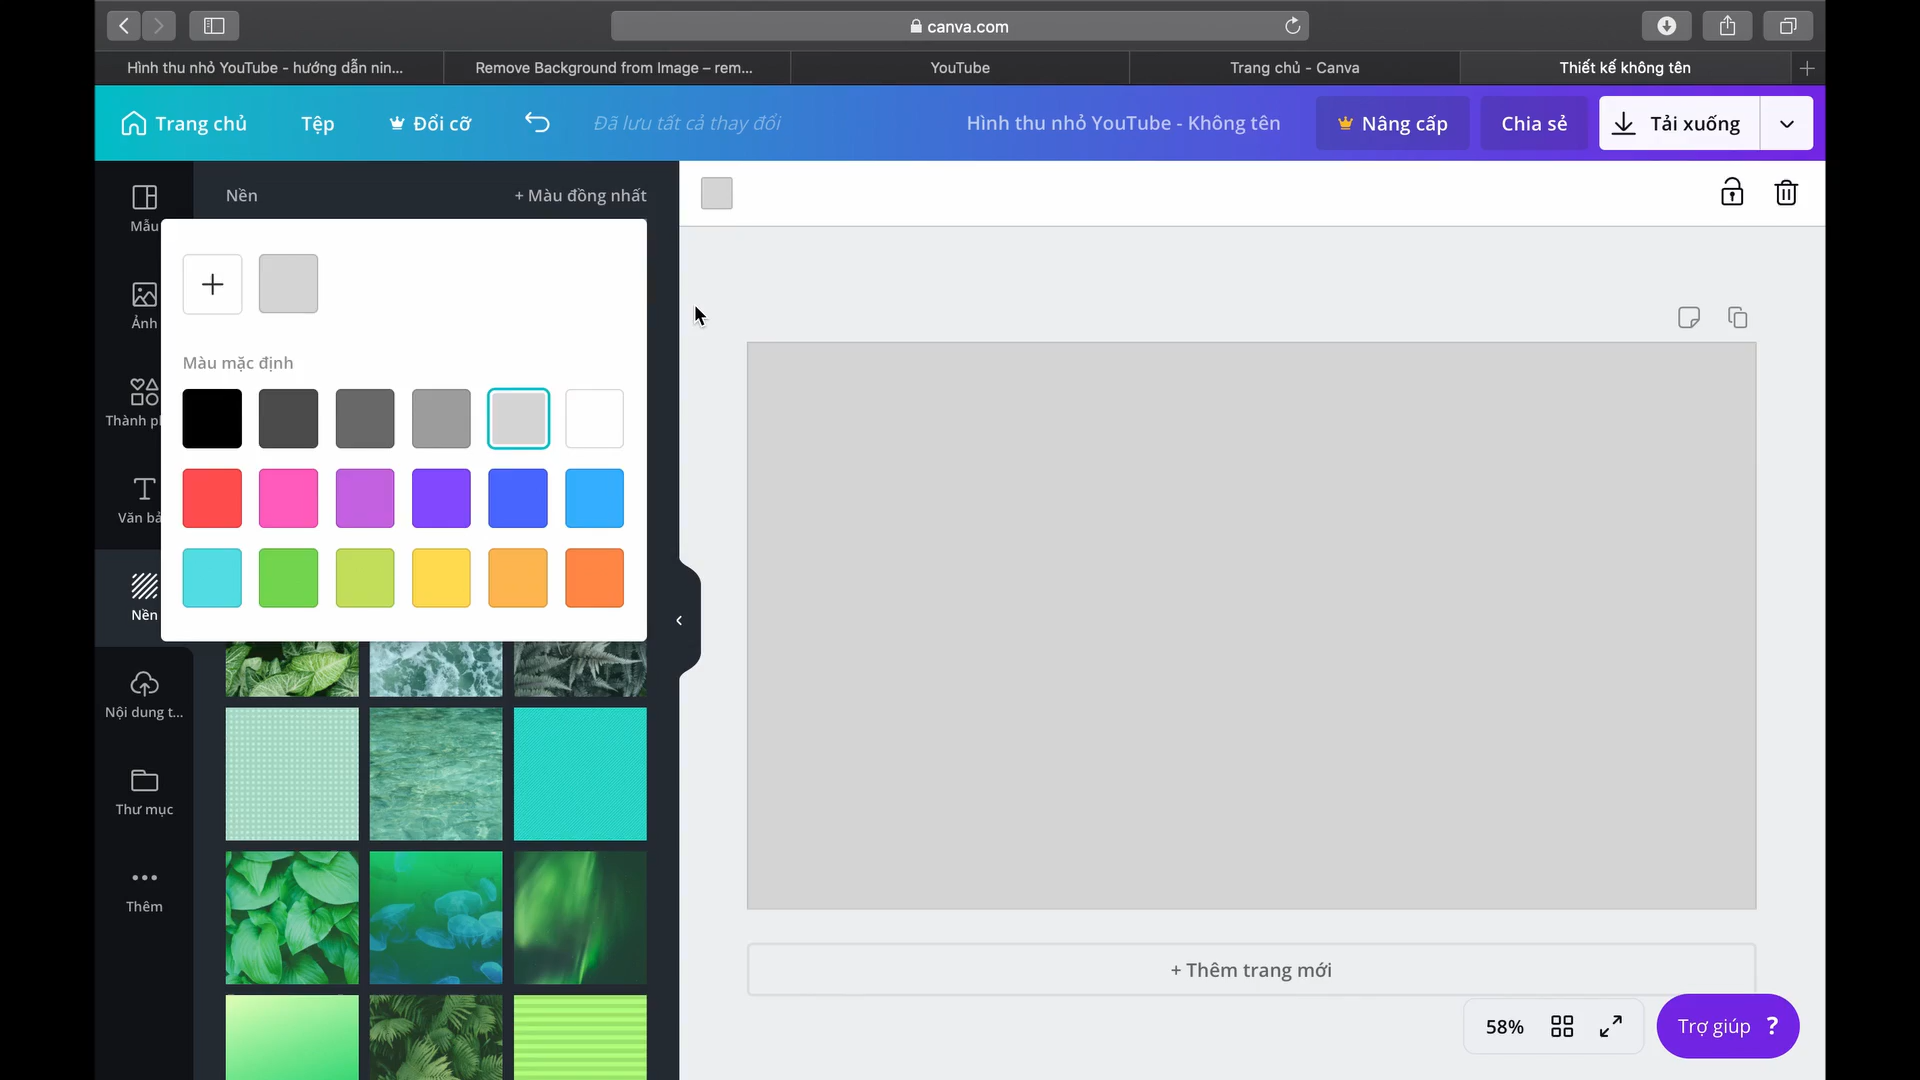 canva.com
Hình thu nhỏ YouTube - hướng dẫn nin...
Remove Background from Image – rem...
YouTube
Trang chủ - Canva
Thiết kế không tên
Trang chủ
Tệp
Đổi cỡ
Đã lưu tất cả thay đổi
Hình thu nhỏ YouTube - Không tên
Nâng cấp
Chia sẻ
Tải xuống
Mẫu
Ảnh
Thành ph
Văn bả
Nền
Nội dung t...
Thư mục
Thêm
Nền
+ Màu đồng nhất
Màu mặc định
+ Thêm trang mới
58%
Trợ giúp ?